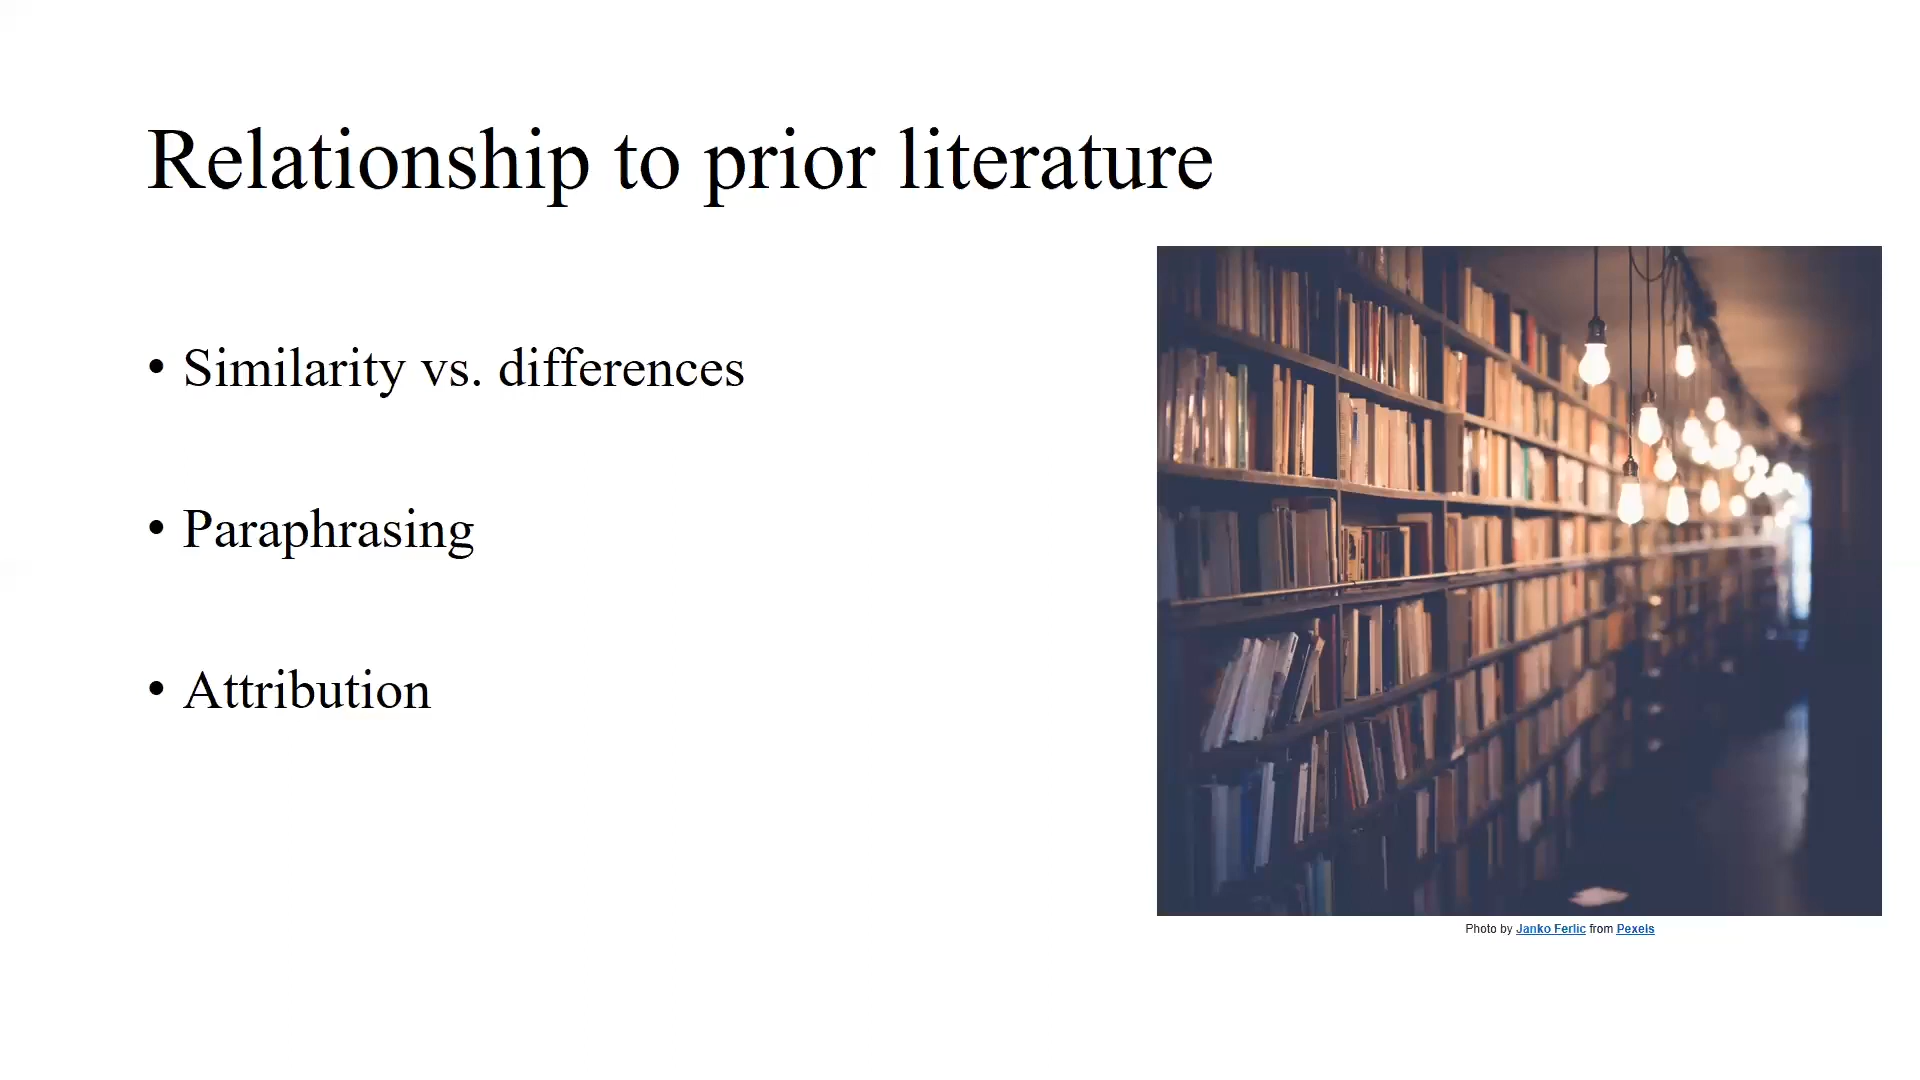 Relationship to prior literature
• Similarity vs. differences
• Paraphrasing
• Attribution
Photo by Janko Ferlic from Pexels